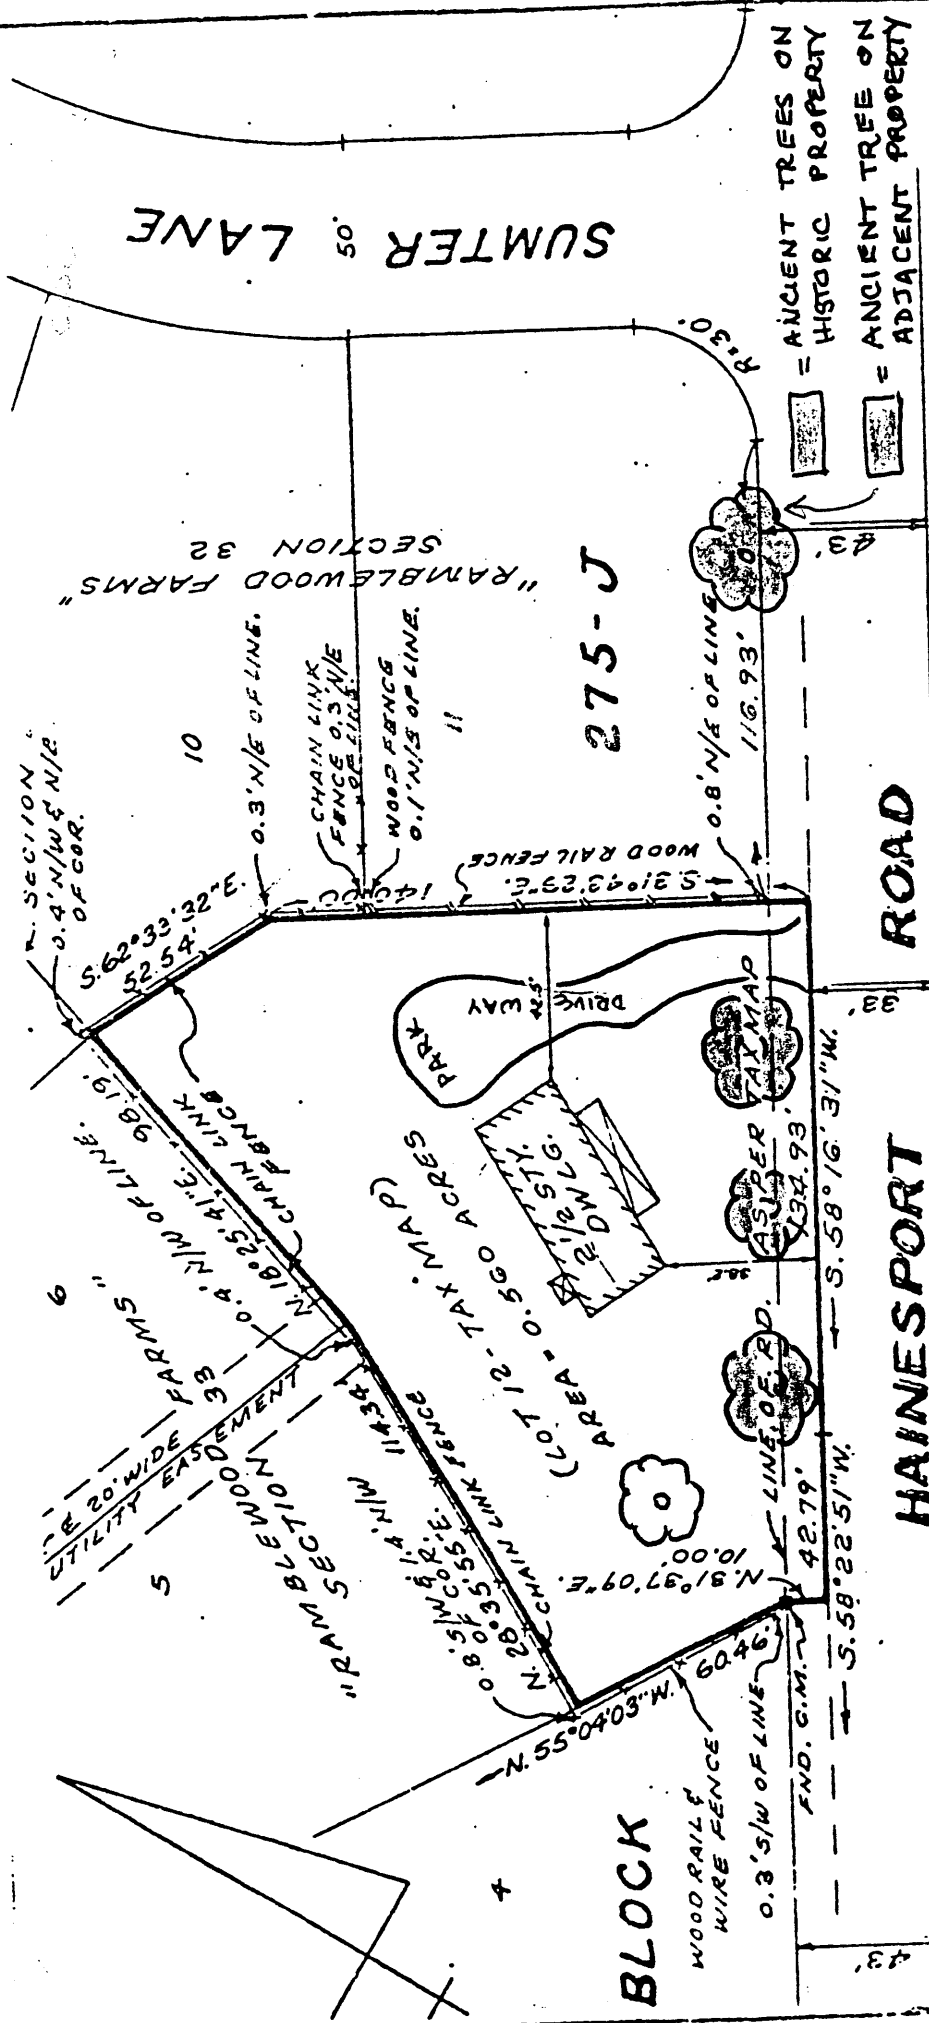 SUMTER LANE
50'
R=30'
= ANCIENT TREES ON
HISTORIC PROPERTY
= ANCIENT TREE ON
ADJACENT PROPERTY
43'
"RAMBLEWOOD FARMS"
SECTION 32
275-J
10
11
SECTION
0.4' N/W & N/E
OF COR.
S.62°33'32"E.
52.54'
0.3' N/E OF LINE.
CHAIN LINK
FENCE 0.3' N/E
OF LINE.
WOOD FENCE
0.1' N/E OF LINE.
140.00'
WOOD RAIL FENCE
S.31°43'29"E.
0.8' N/E OF LINE
116.93'
98.19'
N.18°25'41"E.
CHAIN LINK
FENCE
0.4' N/W OF LINE.
6
20' WIDE
UTILITY EASEMENT
"RAMBLEWOOD FARMS"
SECTION 33
5
114.34'
N.28°35'55"E.
CHAIN LINK FENCE
0.8' S/W & 1.4' N/W
OF COR.
PARK
DRIVE
WAY
2 1/2 STY.
DWLG.
(LOT 12 - TAX MAP)
AREA = 0.560 ACRES
LINE OF RD. AS PER TAX MAP
134.93'
S.58°16'31"W.
33'
42.79'
S.58°22'51"W.
N.31°37'09"E.
10.00'
60.46'
N.55°04'03"W.
WOOD RAIL &
WIRE FENCE
0.3' S/W OF LINE
FND. C.M.
4
BLOCK
43'
HAINESPORT ROAD